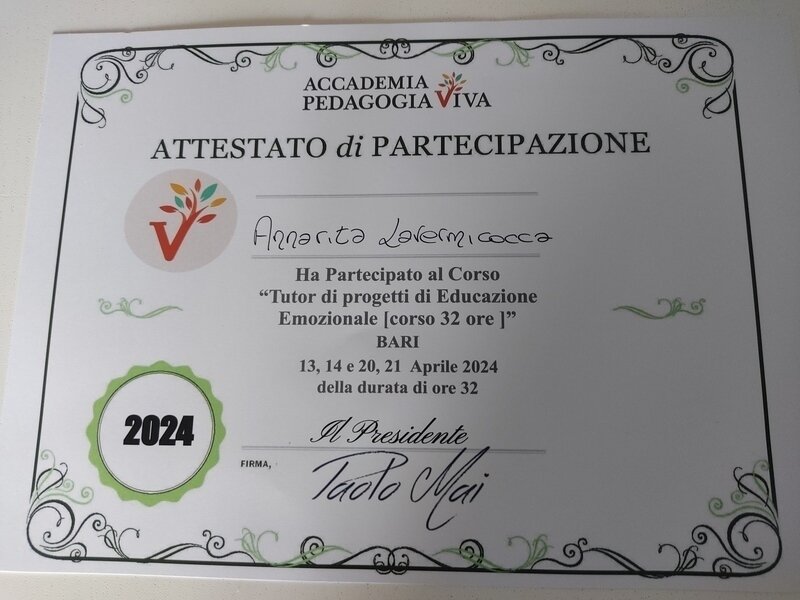 ACCADEMIA
PEDAGOGIA VIVA
ATTESTATO di PARTECIPAZIONE
V
Annarita Lavermicocca
Ha Partecipato al Corso
“Tutor di progetti di Educazione
Emozionale [corso 32 ore ]”
BARI
13, 14 e 20, 21 Aprile 2024
della durata di ore 32
2024
Il Presidente
FIRMA,
Paolo Mai